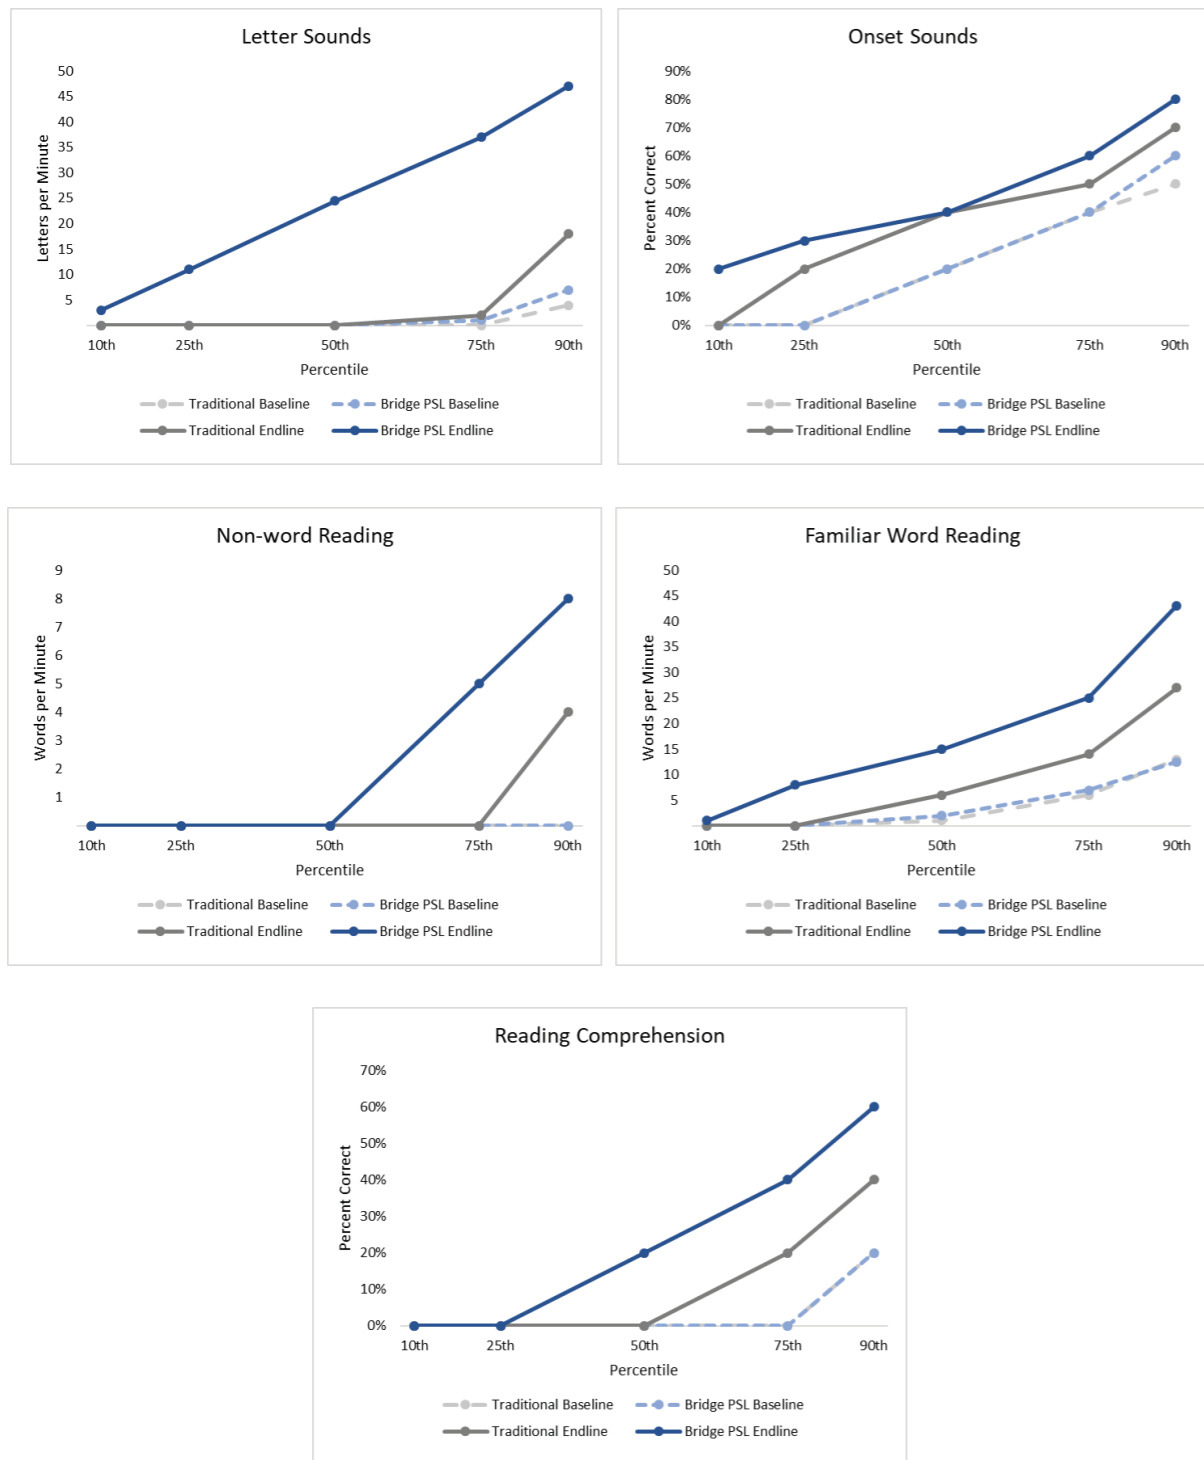 Letter Sounds
50
45
40
35
30
25
20
15
10
5
Letters per Minute
10th 25th 50th 75th 90th
Percentile
Traditional Baseline Bridge PSL Baseline
Traditional Endline Bridge PSL Endline
Onset Sounds
90%
80%
70%
60%
50%
40%
30%
20%
10%
0%
Percent Correct
10th 25th 50th 75th 90th
Percentile
Traditional Baseline Bridge PSL Baseline
Traditional Endline Bridge PSL Endline
Non-word Reading
9
8
7
6
5
4
3
2
1
Words per Minute
10th 25th 50th 75th 90th
Percentile
Traditional Baseline Bridge PSL Baseline
Traditional Endline Bridge PSL Endline
Familiar Word Reading
50
45
40
35
30
25
20
15
10
5
Words per Minute
10th 25th 50th 75th 90th
Percentile
Traditional Baseline Bridge PSL Baseline
Traditional Endline Bridge PSL Endline
Reading Comprehension
70%
60%
50%
40%
30%
20%
10%
0%
Percent Correct
10th 25th 50th 75th 90th
Percentile
Traditional Baseline Bridge PSL Baseline
Traditional Endline Bridge PSL Endline